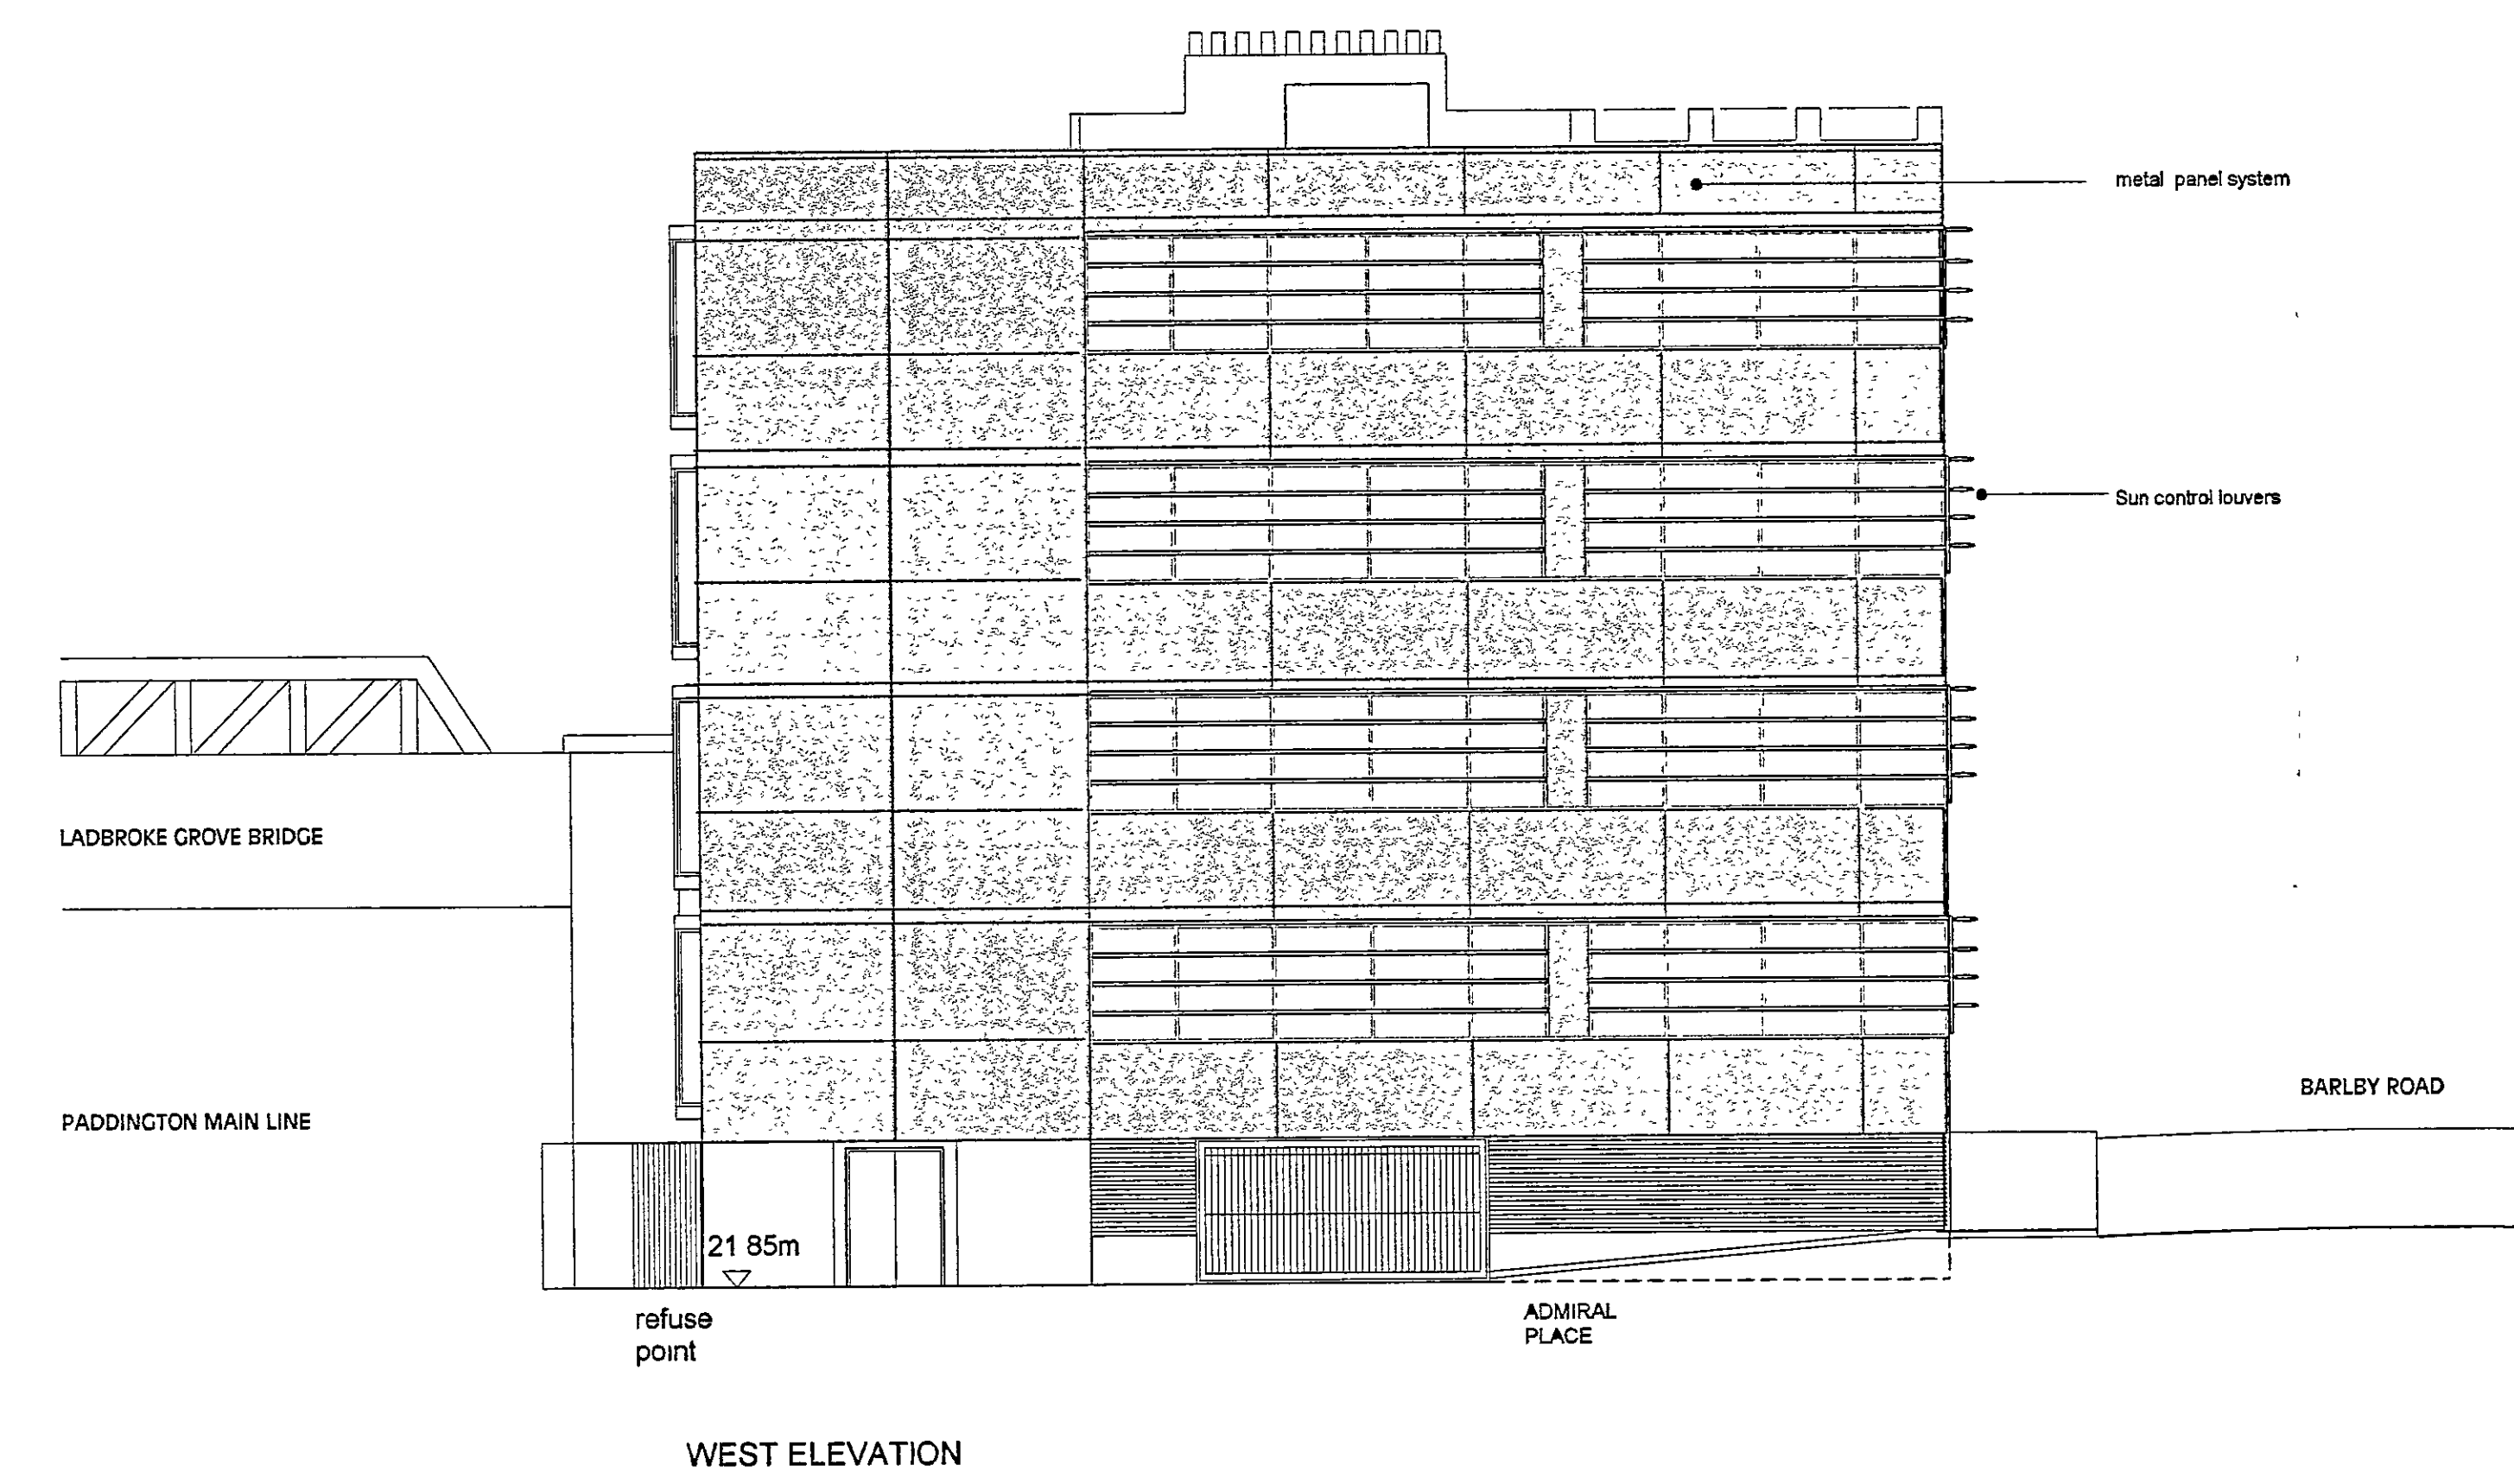 metal panel system
Sun control louvers
LADBROKE GROVE BRIDGE
PADDINGTON MAIN LINE
BARLBY ROAD
21 85m
refuse
point
ADMIRAL
PLACE
WEST ELEVATION